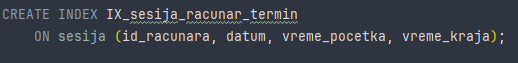 CREATE INDEX IX_sesija_racunar_termin
ON sesija (id_racunara, datum, vreme_pocetka, vreme_kraja);